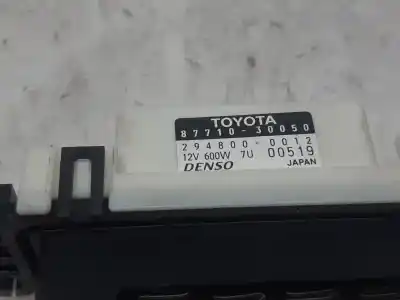 TOYOTA
87710-30050
294800-0012
12V 600W 7U 00519
DENSO JAPAN